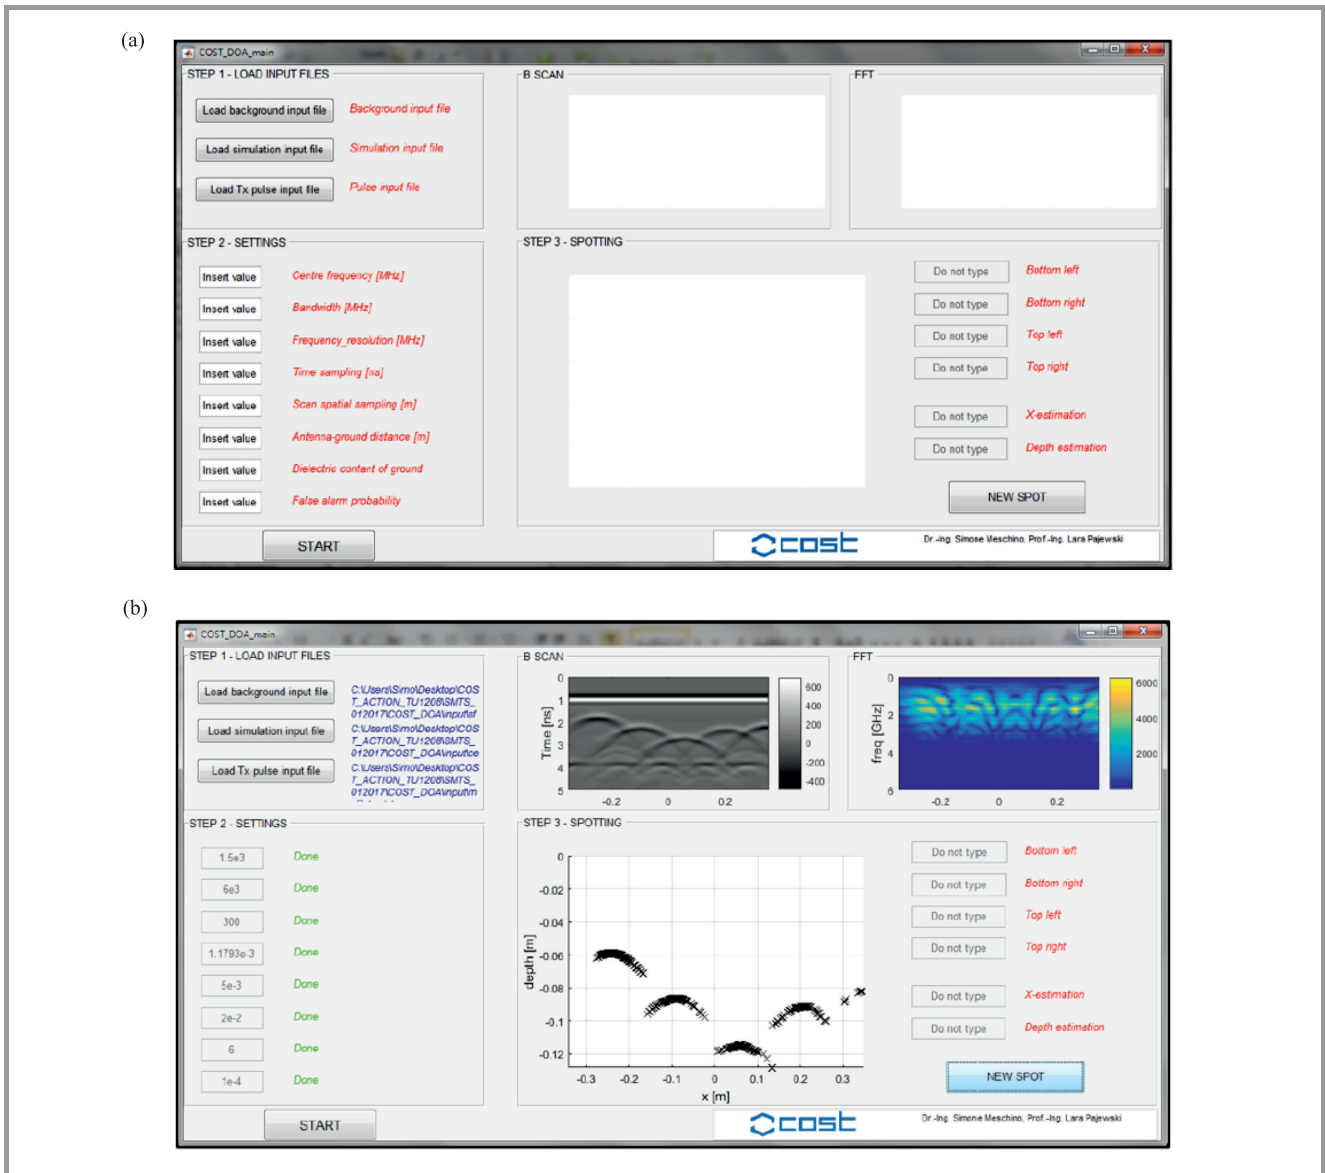 (a)
COST_DOA_main
STEP 1 - LOAD INPUT FILES
Load background input file
Background input file
Load simulation input file
Simulation input file
Load Tx pulse input file
Pulse input file
B SCAN
FFT
STEP 2 - SETTINGS
Insert value
Centre frequency [MHz]
Insert value
Bandwidth [MHz]
Insert value
Frequency_resolution [MHz]
Insert value
Time sampling [ns]
Insert value
Scan spatial sampling [m]
Insert value
Antenna-ground distance [m]
Insert value
Dielectric contant of ground
Insert value
False alarm probability
START
STEP 3 - SPOTTING
Do not type
Bottom left
Do not type
Bottom right
Do not type
Top left
Do not type
Top right
Do not type
X-estimation
Do not type
Depth estimation
NEW SPOT
cost
Dr.-Ing. Simone Meschino, Prof.-Ing. Lara Pajewski
(b)
COST_DOA_main
STEP 1 - LOAD INPUT FILES
Load background input file
C:\Users\Simo\Desktop\COS
T_ACTION_TU1208\SMTS_
012017\COST_DOA\input\sf
Load simulation input file
C:\Users\Simo\Desktop\COS
T_ACTION_TU1208\SMTS_
012017\COST_DOA\input\ce
Load Tx pulse input file
C:\Users\Simo\Desktop\COS
T_ACTION_TU1208\SMTS_
012017\COST_DOA\input\m
B SCAN
Time [ns]
0
1
2
3
4
5
-0.2
0
0.2
600
400
200
0
-200
-400
FFT
freq [GHz]
0
2
4
6
-0.2
0
0.2
6000
4000
2000
STEP 2 - SETTINGS
1.5e3
Done
6e3
Done
300
Done
1.1793e-3
Done
5e-3
Done
2e-2
Done
6
Done
1e-4
Done
START
STEP 3 - SPOTTING
depth [m]
0
-0.02
-0.04
-0.06
-0.08
-0.1
-0.12
-0.3
-0.2
-0.1
0
0.1
0.2
0.3
x [m]
Do not type
Bottom left
Do not type
Bottom right
Do not type
Top left
Do not type
Top right
Do not type
X-estimation
Do not type
Depth estimation
NEW SPOT
cost
Dr.-Ing. Simone Meschino, Prof.-Ing. Lara Pajewski